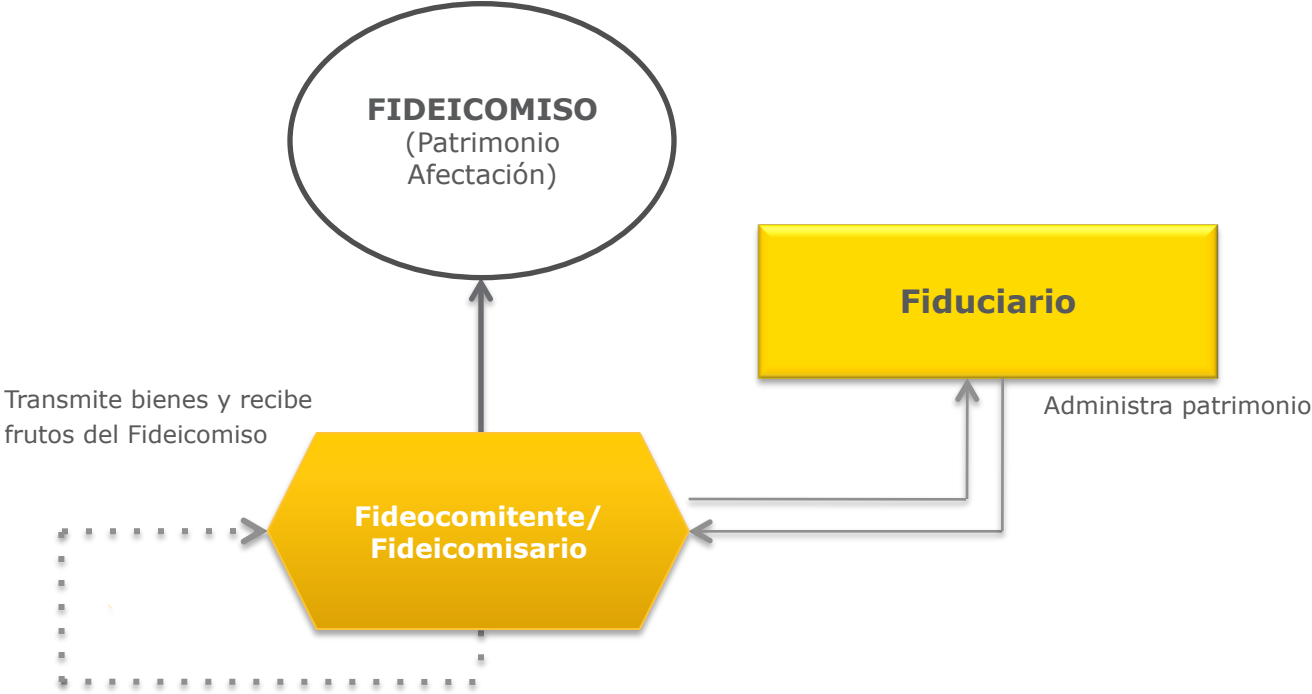 FIDEICOMISO
(Patrimonio
Afectación)
Fiduciario
Transmite bienes y recibe
frutos del Fideicomiso
Administra patrimonio
Fideocomitente/
Fideicomisario